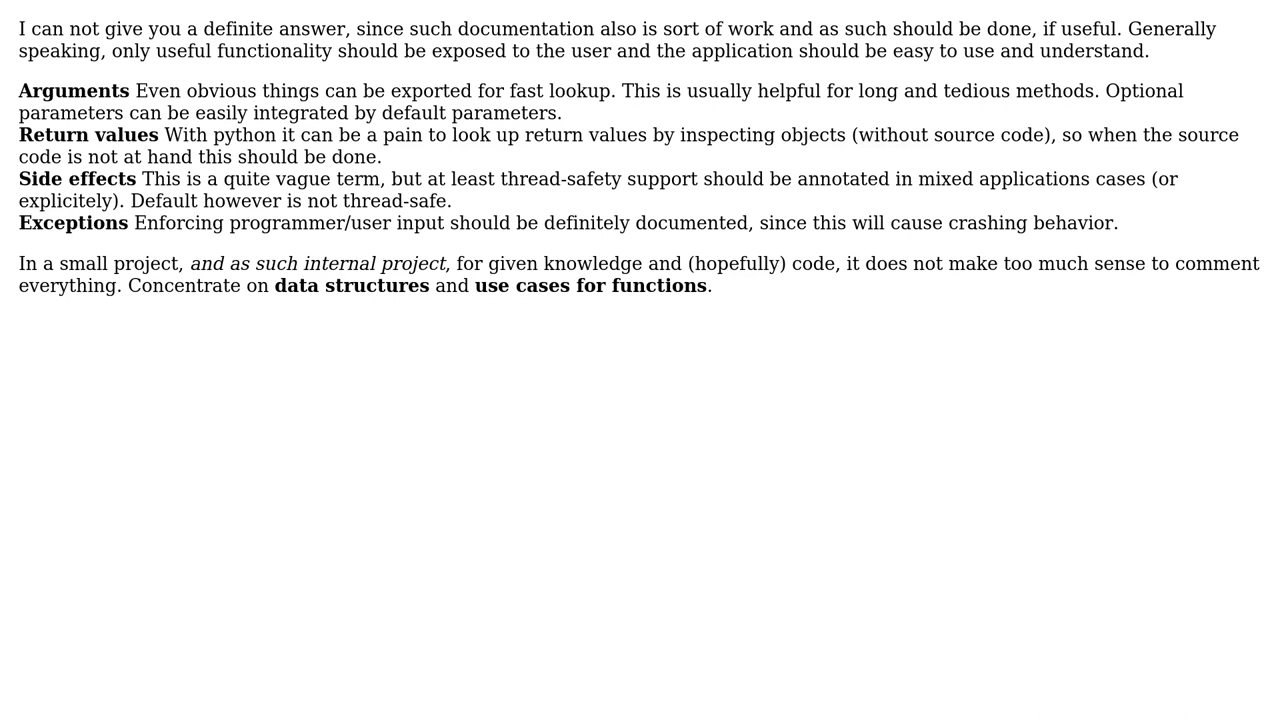 I can not give you a definite answer, since such documentation also is sort of work and as such should be done, if useful. Generally
speaking, only useful functionality should be exposed to the user and the application should be easy to use and understand.
Arguments Even obvious things can be exported for fast lookup. This is usually helpful for long and tedious methods. Optional
parameters can be easily integrated by default parameters.
Return values With python it can be a pain to look up return values by inspecting objects (without source code), so when the source
code is not at hand this should be done.
Side effects This is a quite vague term, but at least thread-safety support should be annotated in mixed applications cases (or
explicitely). Default however is not thread-safe.
Exceptions Enforcing programmer/user input should be definitely documented, since this will cause crashing behavior.
In a small project, and as such internal project, for given knowledge and (hopefully) code, it does not make too much sense to comment
everything. Concentrate on data structures and use cases for functions.